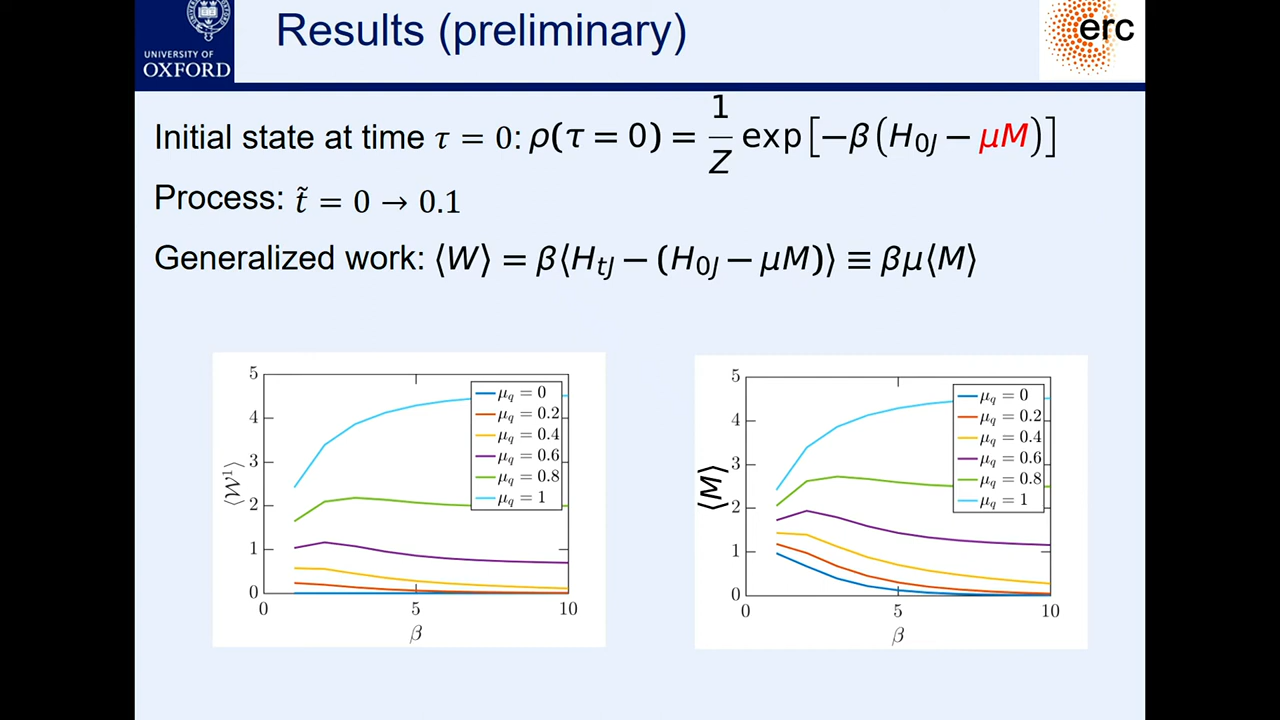 UNIVERSITY OF
OXFORD
Results (preliminary)
erc
Initial state at time τ = 0: ρ(τ = 0) = 1/Z exp[−β(H₀J − μM)]
Process: t̃ = 0 → 0.1
Generalized work: ⟨W⟩ = β⟨HtJ − (H₀J − μM)⟩ ≡ βμ⟨M⟩
5
4
3
2
1
0
⟨𝒲¹⟩
μq = 0
μq = 0.2
μq = 0.4
μq = 0.6
μq = 0.8
μq = 1
0
5
10
β
5
4
3
2
1
0
⟨M⟩
μq = 0
μq = 0.2
μq = 0.4
μq = 0.6
μq = 0.8
μq = 1
0
5
10
β